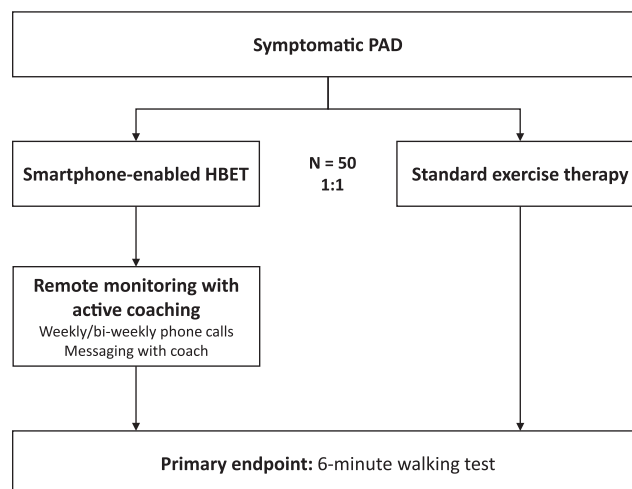 Symptomatic PAD
Smartphone-enabled HBET
N = 50
1:1
Standard exercise therapy
Remote monitoring with
active coaching
Weekly/bi-weekly phone calls
Messaging with coach
Primary endpoint: 6-minute walking test